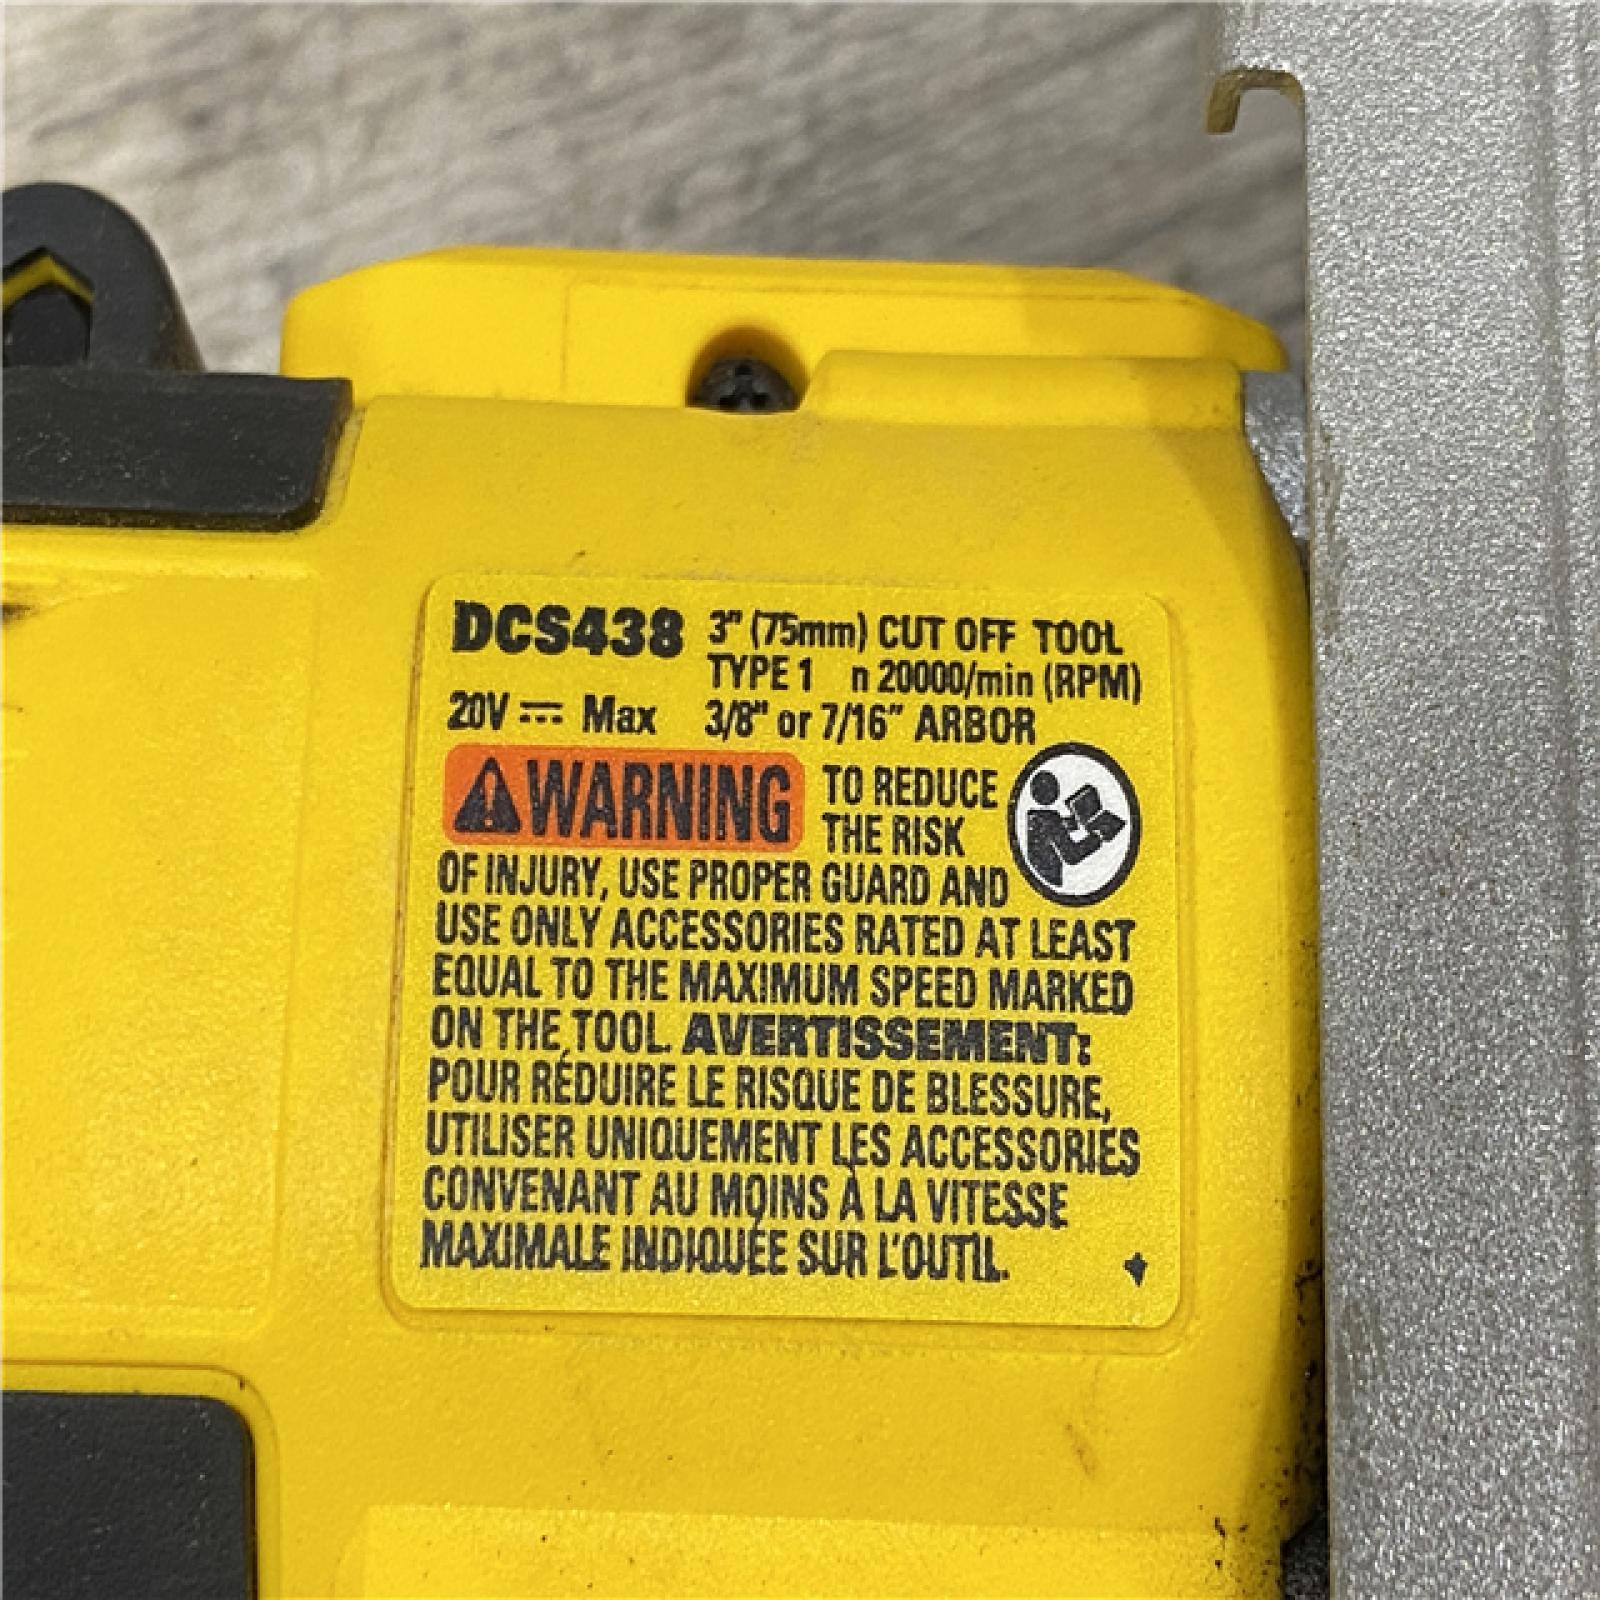 DCS438 3" (75mm) CUT OFF TOOL
TYPE 1 n 20000/min (RPM)
20V ⎓ Max 3/8" or 7/16" ARBOR
WARNING TO REDUCE
THE RISK
OF INJURY, USE PROPER GUARD AND
USE ONLY ACCESSORIES RATED AT LEAST
EQUAL TO THE MAXIMUM SPEED MARKED
ON THE TOOL. AVERTISSEMENT:
POUR RÉDUIRE LE RISQUE DE BLESSURE,
UTILISER UNIQUEMENT LES ACCESSORIES
CONVENANT AU MOINS À LA VITESSE
MAXIMALE INDIQUÉE SUR L'OUTIL.